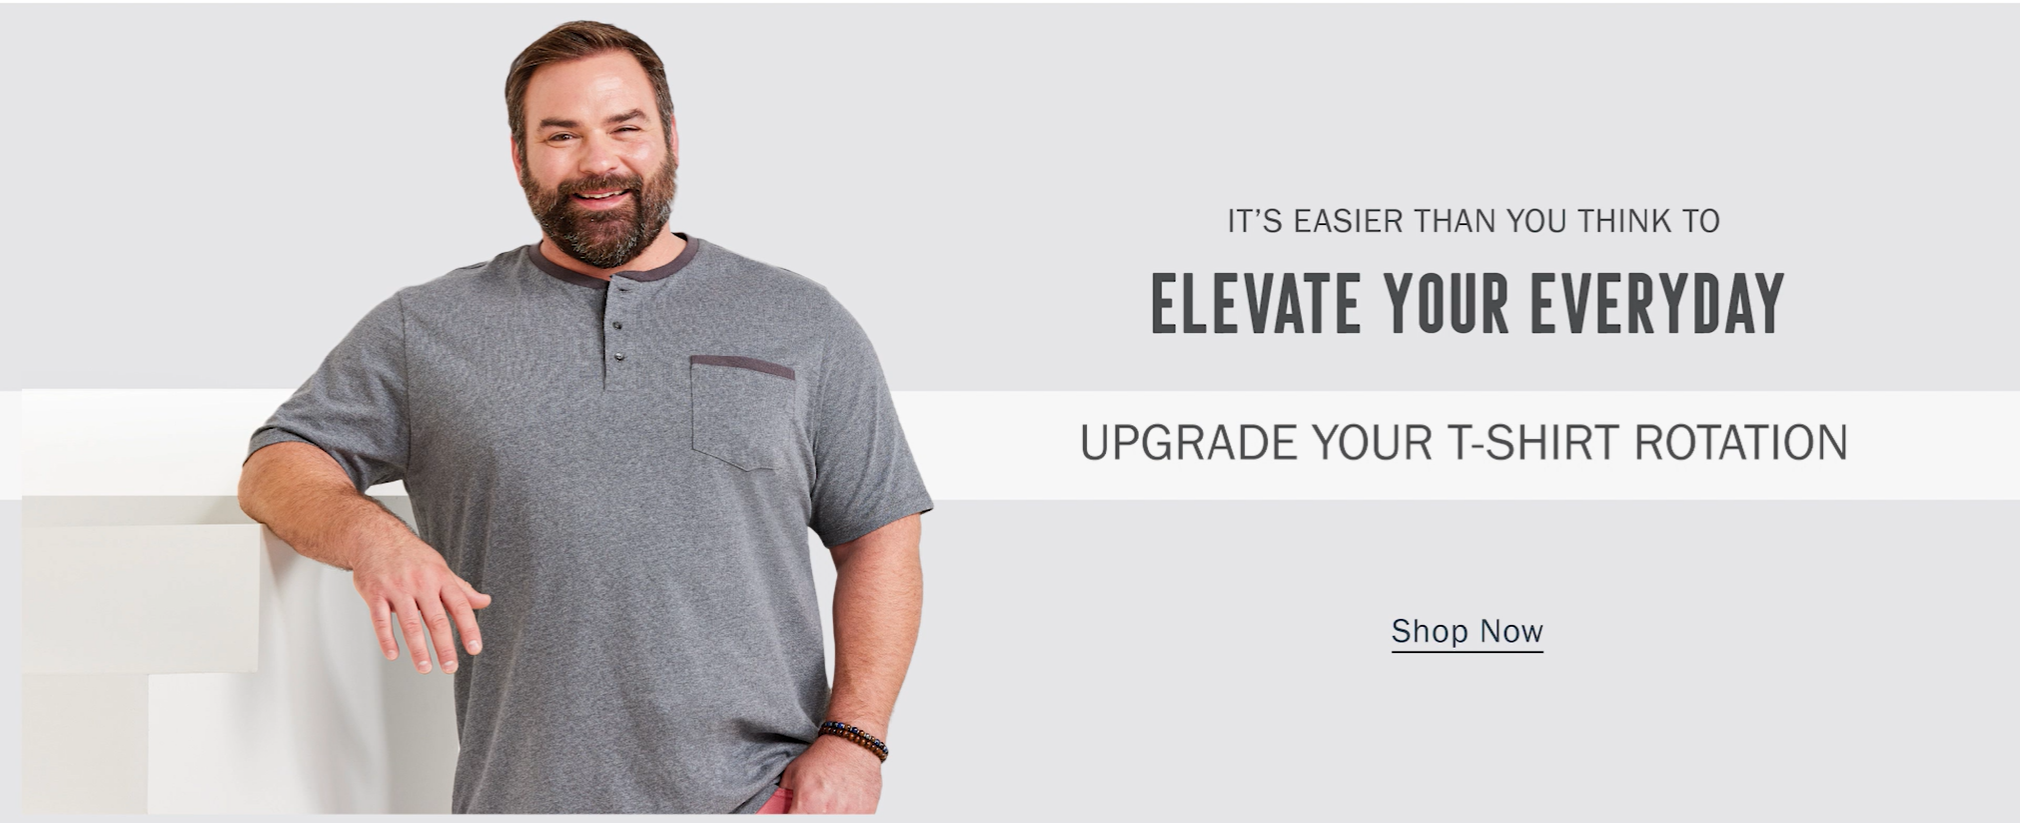 IT’S EASIER THAN YOU THINK TO
ELEVATE YOUR EVERYDAY
UPGRADE YOUR T-SHIRT ROTATION
Shop Now